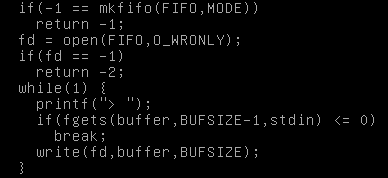 if(-1 == mkfifo(FIFO,MODE))
  return -1;
fd = open(FIFO,O_WRONLY);
if(fd == -1)
  return -2;
while(1) {
  printf("> ");
  if(fgets(buffer,BUFSIZE-1,stdin) <= 0)
    break;
  write(fd,buffer,BUFSIZE);
}